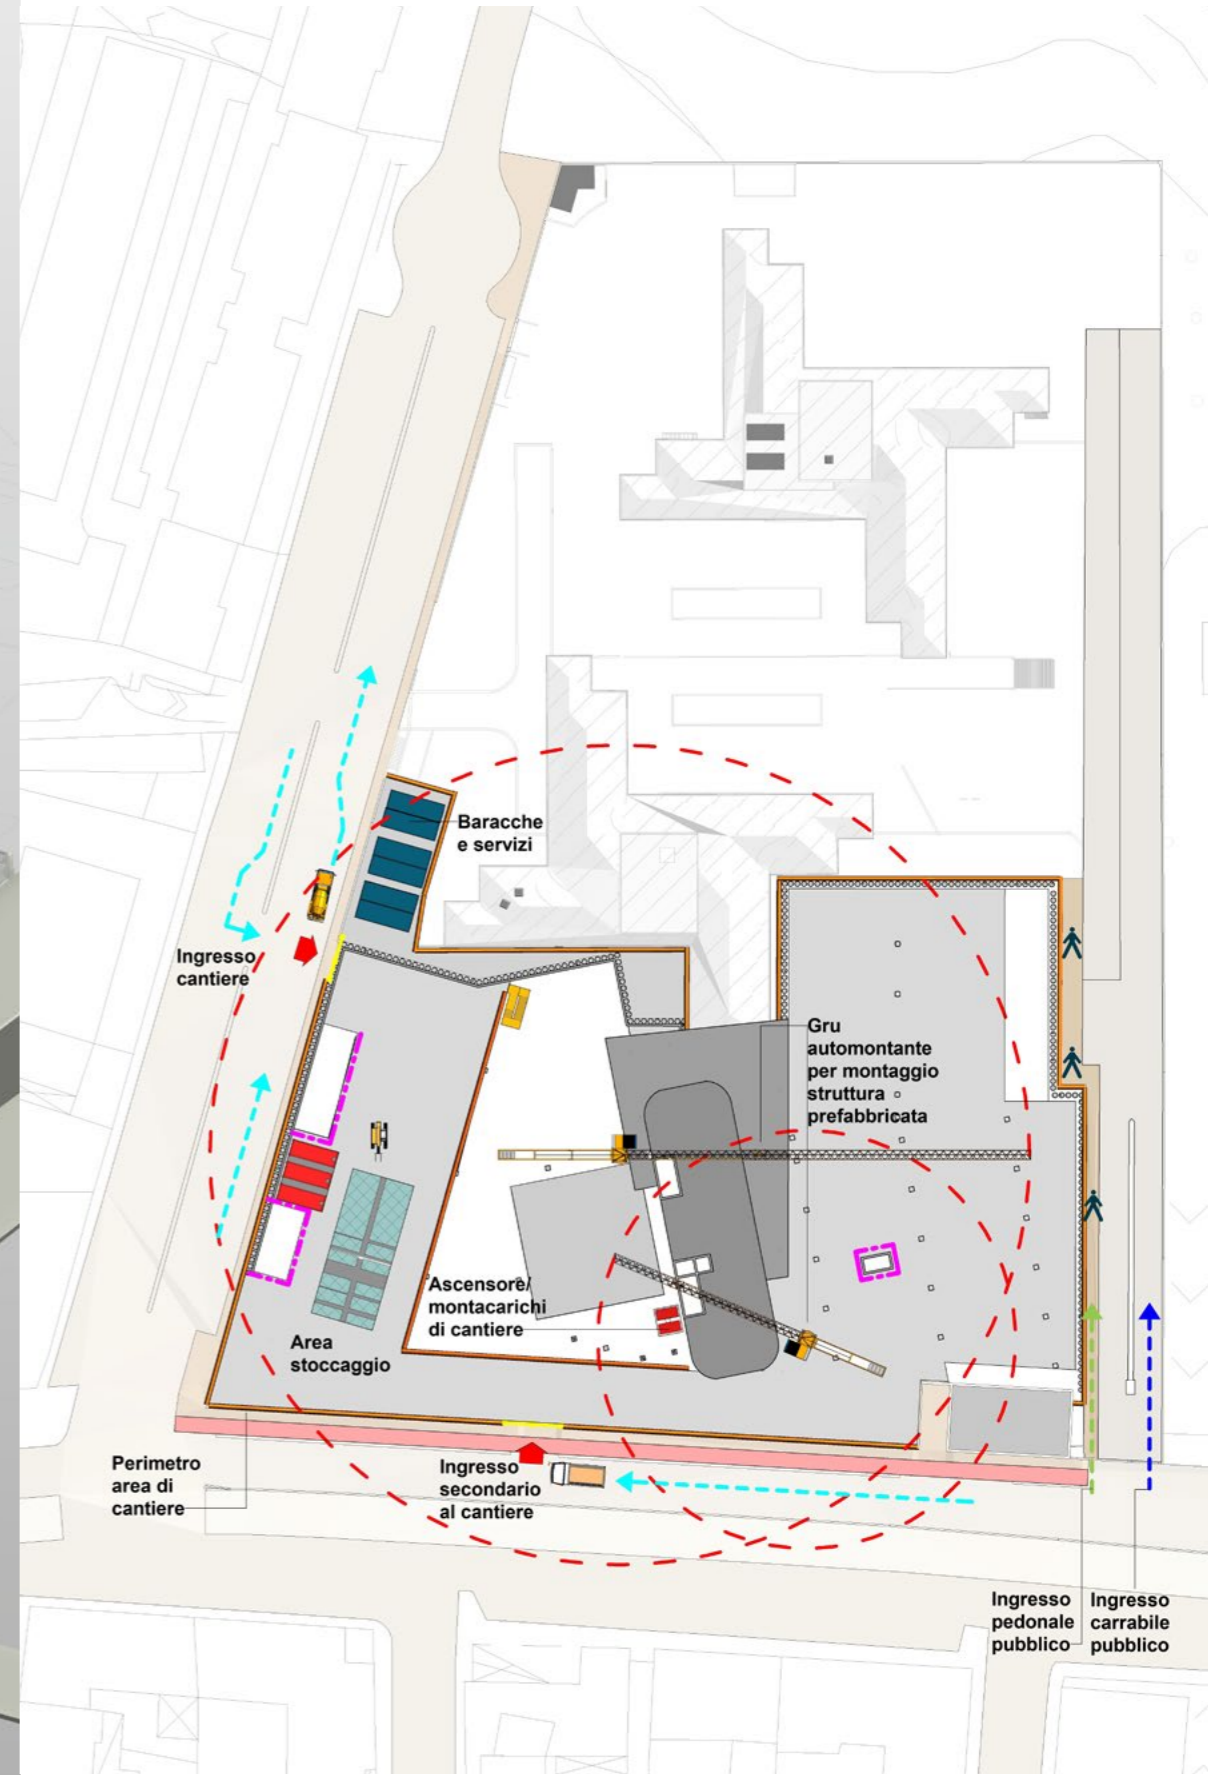 Baracche
e servizi
Ingresso
cantiere
Gru
automontante
per montaggio
struttura
prefabbricata
Ascensore/
montacarichi
di cantiere
Area
stoccaggio
Perimetro
area di
cantiere
Ingresso
secondario
al cantiere
Ingresso
pedonale
pubblico
Ingresso
carrabile
pubblico